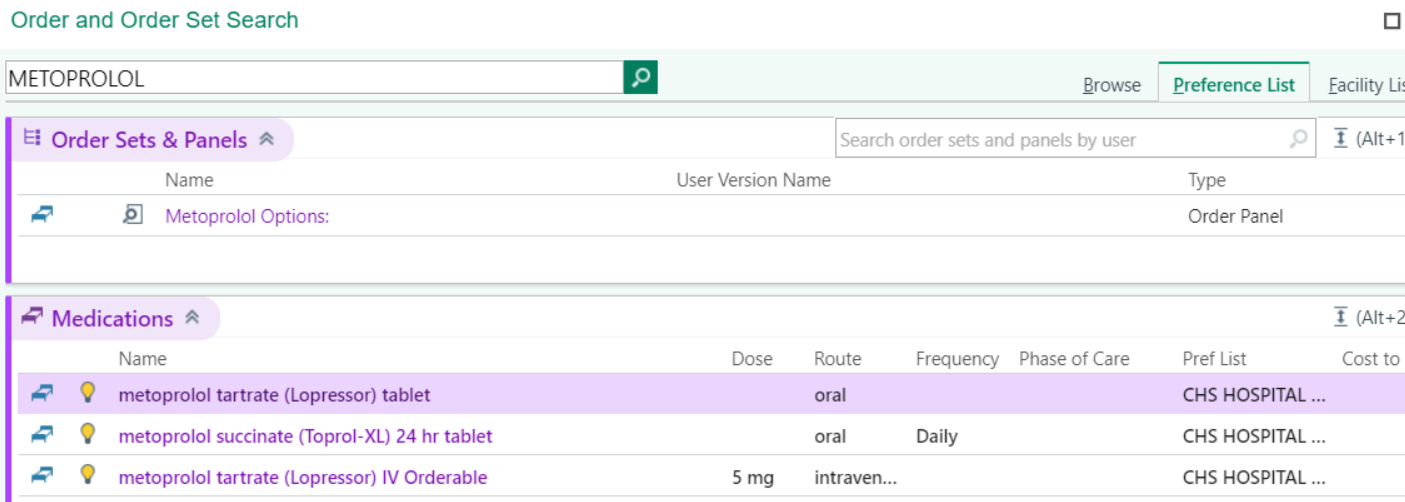 Order and Order Set Search
METOPROLOL
Browse Preference List Facility Lis
Order Sets & Panels Search order sets and panels by user (Alt+1
Name User Version Name Type
Metoprolol Options: Order Panel
Medications (Alt+2
Name Dose Route Frequency Phase of Care Pref List Cost to
metoprolol tartrate (Lopressor) tablet oral CHS HOSPITAL ...
metoprolol succinate (Toprol-XL) 24 hr tablet oral Daily CHS HOSPITAL ...
metoprolol tartrate (Lopressor) IV Orderable 5 mg intraven... CHS HOSPITAL ...